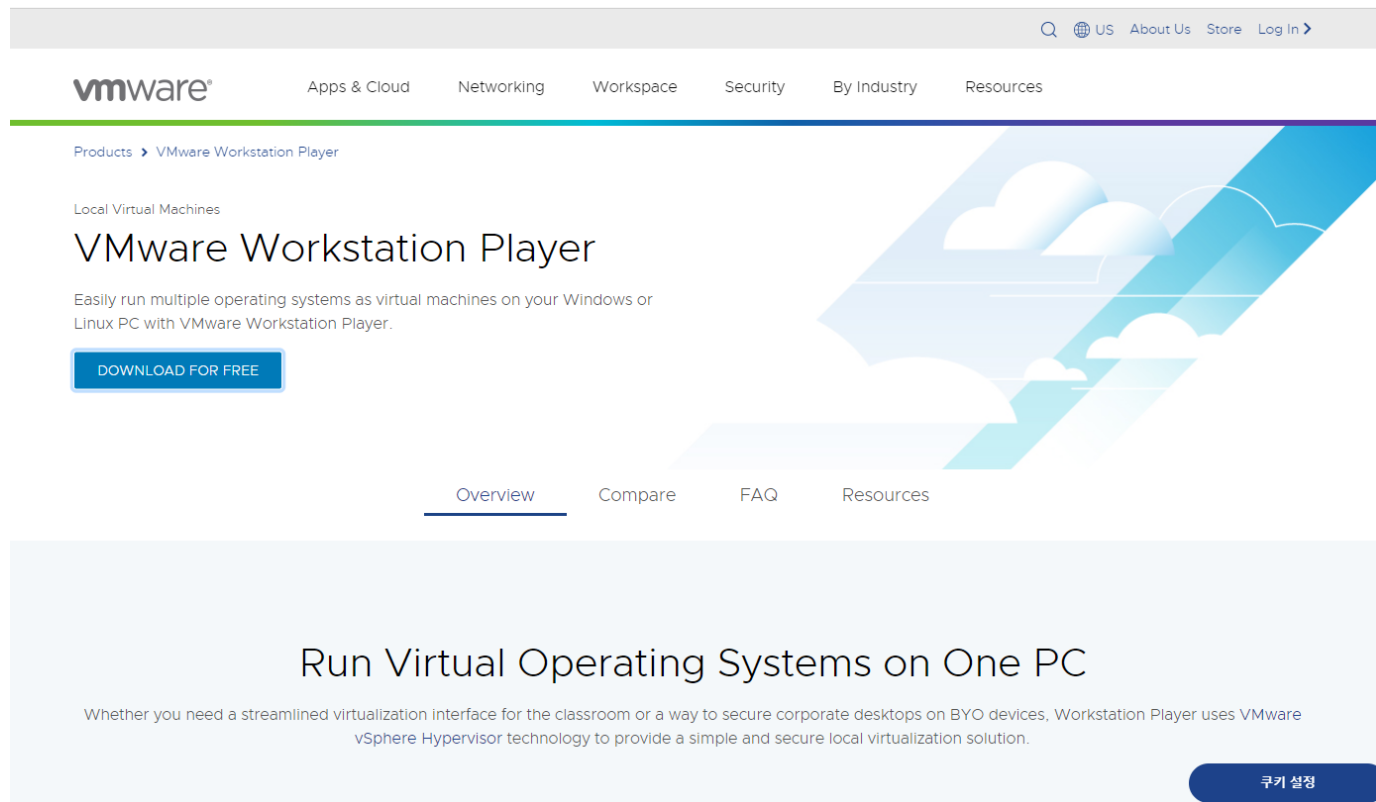 US About Us Store Log In
vmware®
Apps & Cloud Networking Workspace Security By Industry Resources
Products > VMware Workstation Player
Local Virtual Machines
VMware Workstation Player
Easily run multiple operating systems as virtual machines on your Windows or
Linux PC with VMware Workstation Player.
DOWNLOAD FOR FREE
Overview Compare FAQ Resources
Run Virtual Operating Systems on One PC
Whether you need a streamlined virtualization interface for the classroom or a way to secure corporate desktops on BYO devices, Workstation Player uses VMware
vSphere Hypervisor technology to provide a simple and secure local virtualization solution.
쿠키 설정